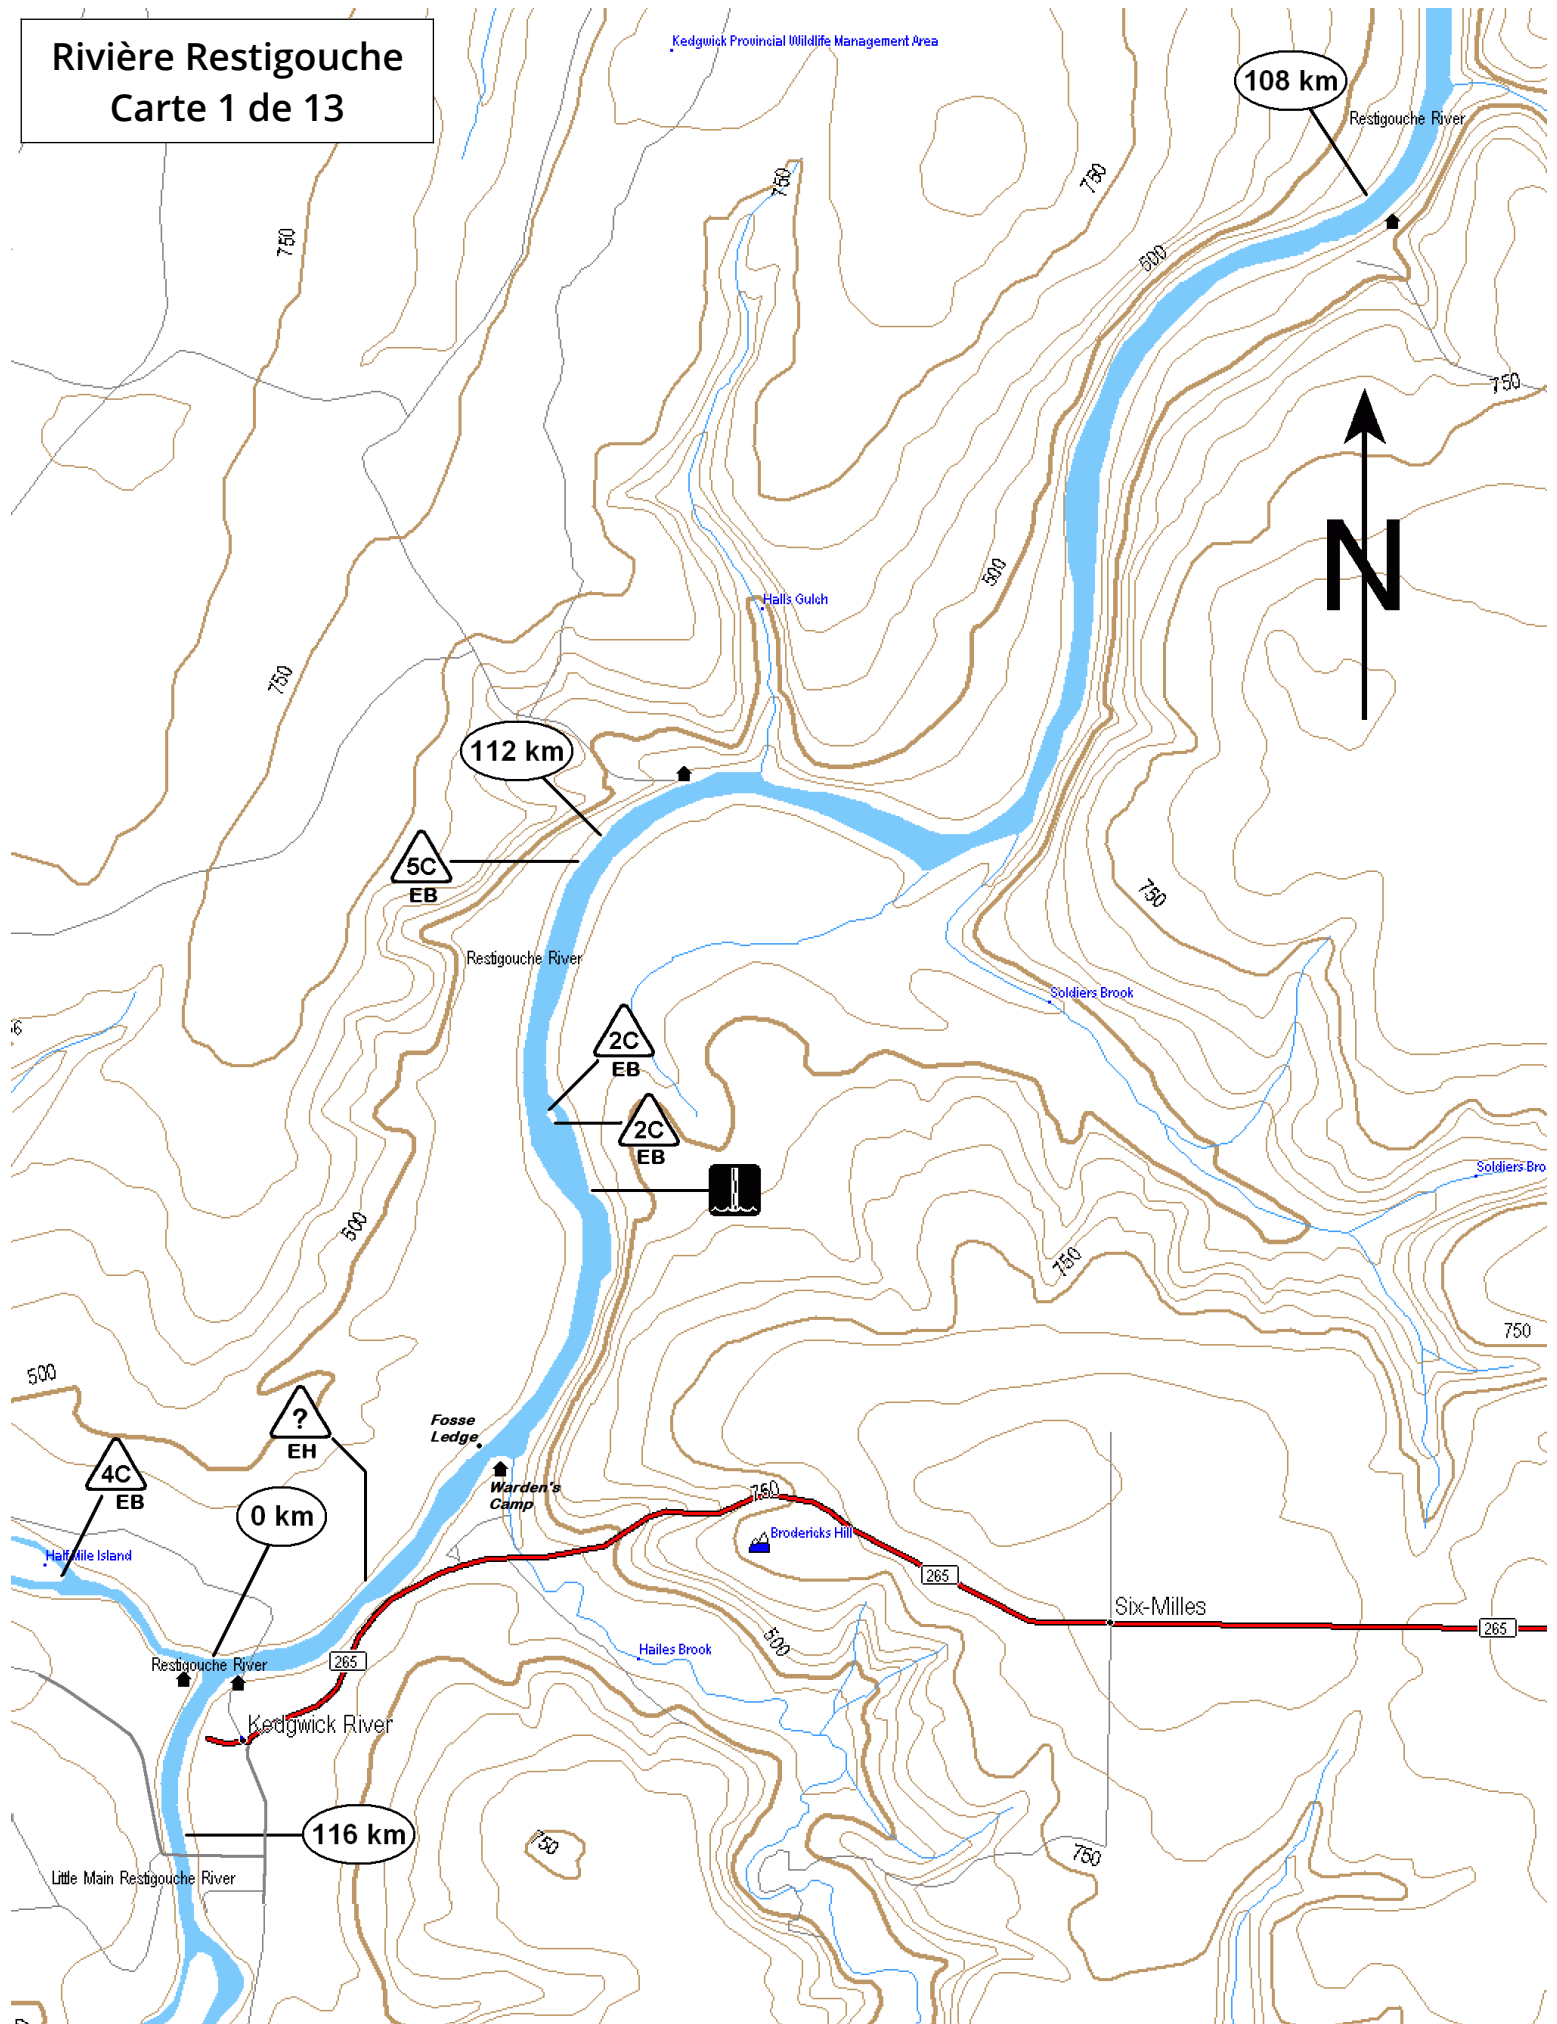 Rivière Restigouche
Carte 1 de 13
Kedgwick Provincial Wildlife Management Area
108 km
Restigouche River
750
750
750
500
750
500
Halls Gulch
N
750
112 km
5C
EB
750
Restigouche River
Soldiers Brook
2C
EB
2C
EB
500
750
750
500
?
EH
Fosse
Ledge
4C
EB
Warden's
Camp
0 km
750
Brodericks Hill
Half Mile Island
265
Six-Milles
265
500
Hailes Brook
Restigouche River
265
Kedgwick River
116 km
750
750
Little Main Restigouche River